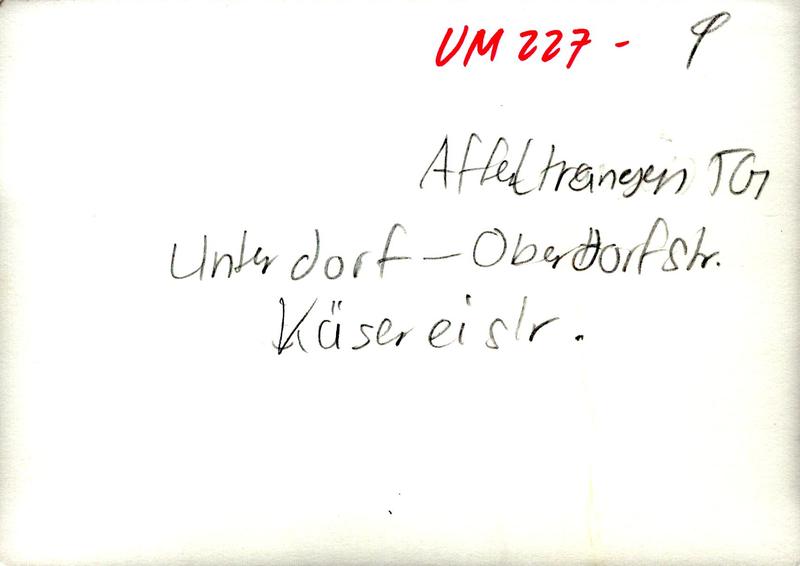 UM 227 - 9
Affeltrangen TG
Unterdorf - Oberdorfstr.
Käsereistr.